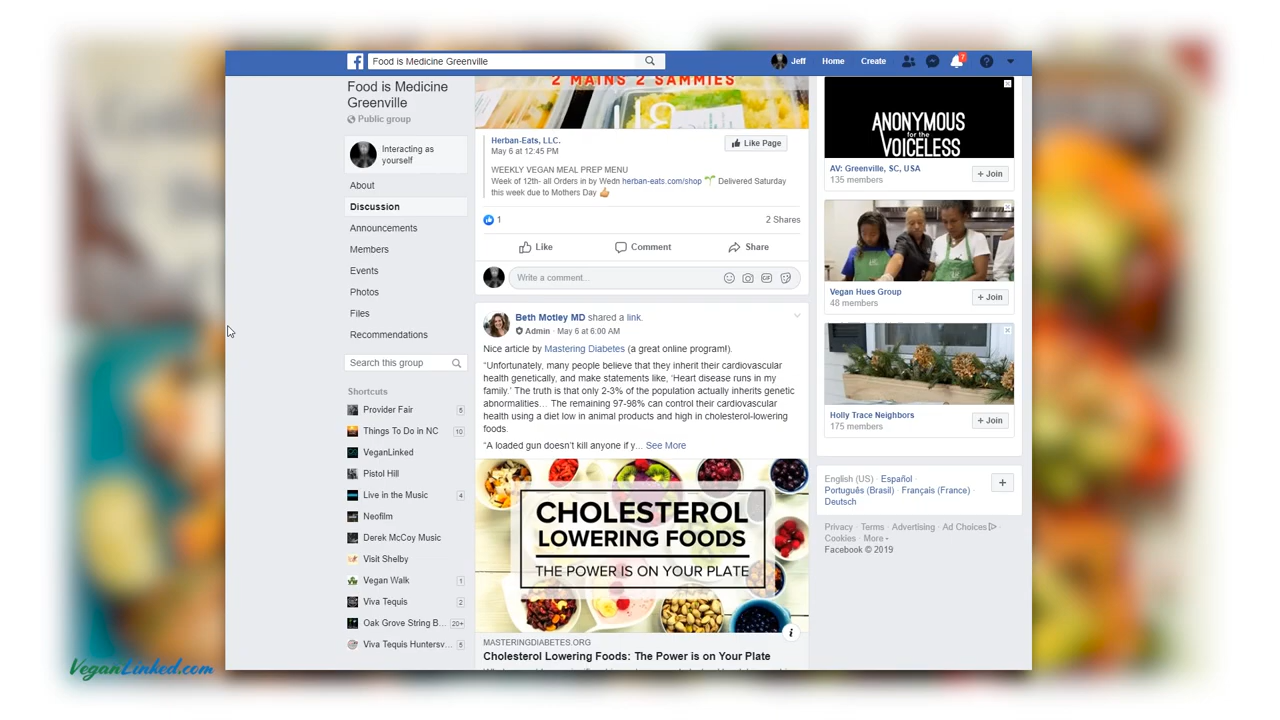 Food is Medicine Greenville
Jeff
Home
Create
7
Food is Medicine
Greenville
Public group
Interacting as
yourself
About
Discussion
Announcements
Members
Events
Photos
Files
Recommendations
Search this group
Shortcuts
Provider Fair 5
Things To Do in NC 10
VeganLinked
Pistol Hill
Live in the Music 4
Neofilm
Derek McCoy Music
Visit Shelby
Vegan Walk 1
Viva Tequis 2
Oak Grove String B... 20+
Viva Tequis Huntersv... 5
2 MAINS 2 SAMMIES
Herban-Eats, LLC.
May 6 at 12:45 PM
Like Page
WEEKLY VEGAN MEAL PREP MENU
Week of 12th- all Orders in by Wedn herban-eats.com/shop 🌱 Delivered Saturday
this week due to Mothers Day 👍
1
2 Shares
Like
Comment
Share
Write a comment...
GIF
Beth Motley MD shared a link.
Admin · May 6 at 6:00 AM
Nice article by Mastering Diabetes (a great online program!).
“Unfortunately, many people believe that they inherit their cardiovascular
health genetically, and make statements like, ‘Heart disease runs in my
family.’ The truth is that only 2-3% of the population actually inherits genetic
abnormalities… The remaining 97-98% can control their cardiovascular
health using a diet low in animal products and high in cholesterol-lowering
foods.
“A loaded gun doesn’t kill anyone if y... See More
CHOLESTEROL
LOWERING FOODS
THE POWER IS ON YOUR PLATE
MASTERINGDIABETES.ORG
Cholesterol Lowering Foods: The Power is on Your Plate
ANONYMOUS
for the
VOICELESS
AV: Greenville, SC, USA
135 members
+ Join
Vegan Hues Group
48 members
+ Join
Holly Trace Neighbors
175 members
+ Join
English (US) · Español ·
Português (Brasil) · Français (France) ·
Deutsch
Privacy · Terms · Advertising · Ad Choices ·
Cookies · More
Facebook © 2019
VeganLinked.com